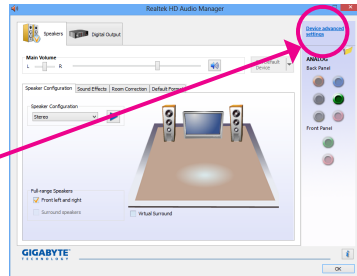 Realtek HD Audio Manager
Speakers
Digital Output
Device advanced
settings
Main Volume
L
R
Device
ANALOG
Back Panel
Speaker Configuration
Sound Effects
Room Correction
Default Format
Speaker Configuration
Stereo
Front Panel
Full-range Speakers
Front left and right
Surround speakers
Virtual Surround
GIGABYTE
TECHNOLOGY
OK